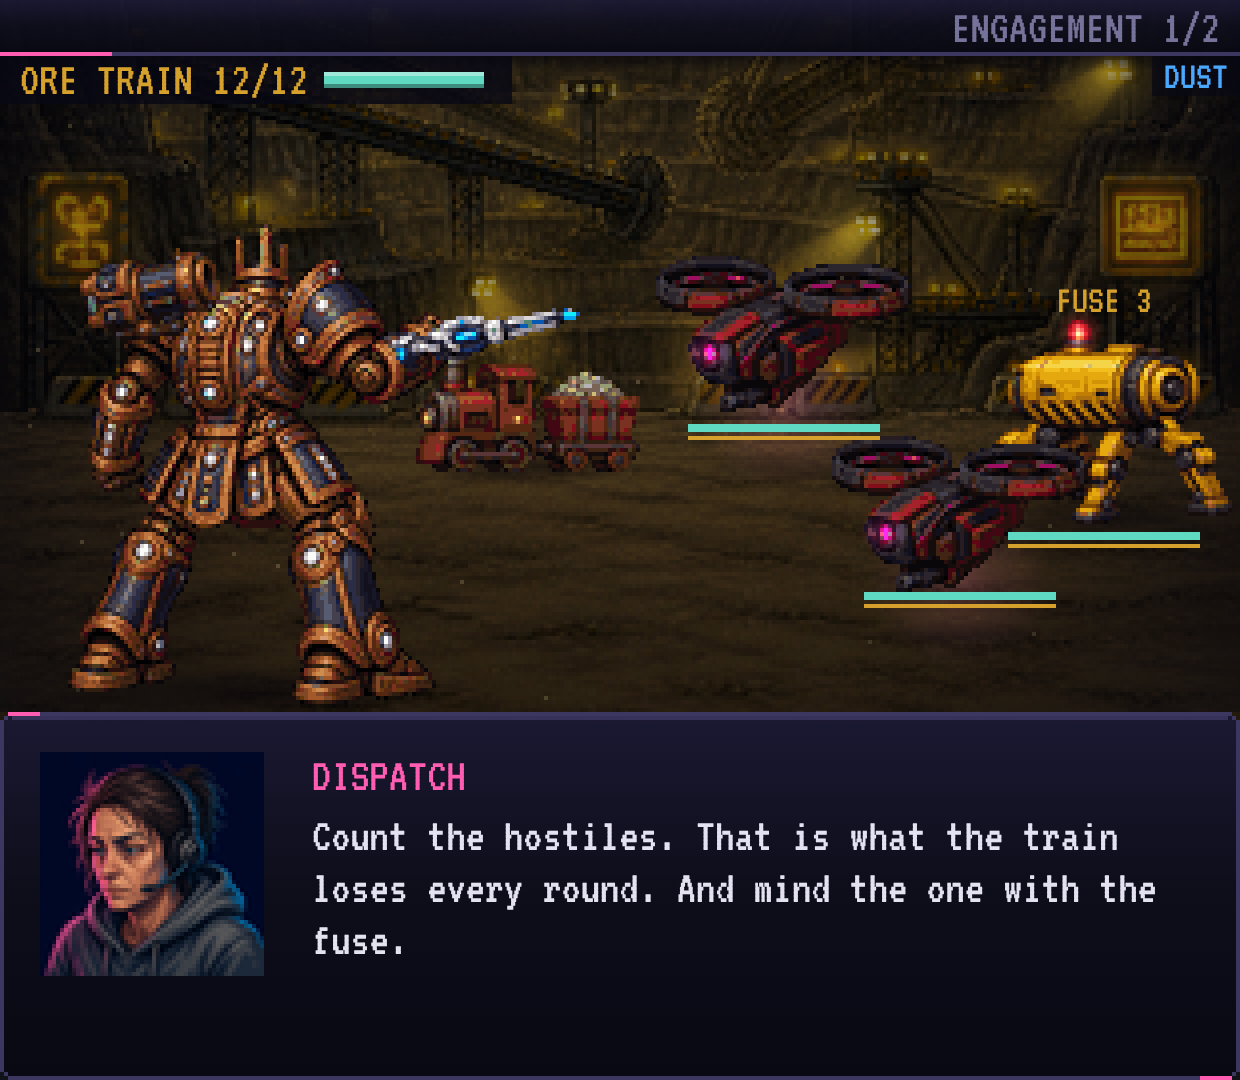 ENGAGEMENT 1/2
ORE TRAIN 12/12
DUST
FUSE 3
DISPATCH
Count the hostiles. That is what the train
loses every round. And mind the one with the
fuse.